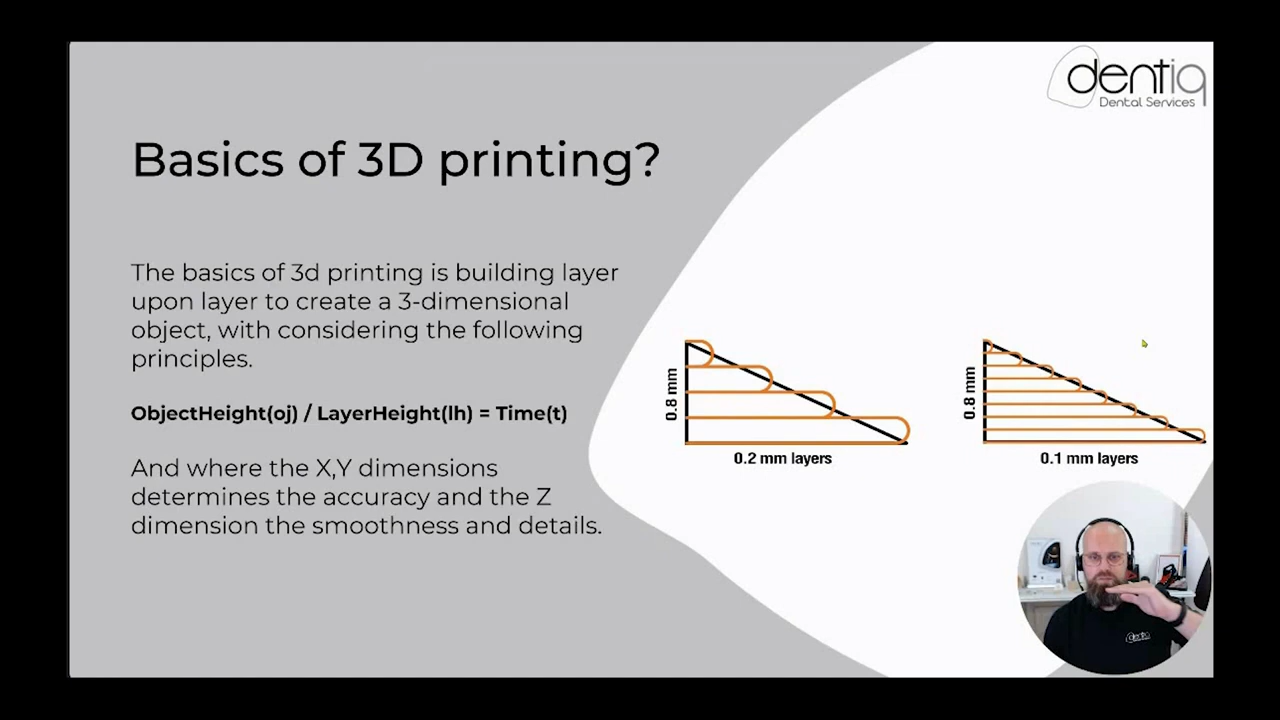 dentiq
Dental Services
Basics of 3D printing?
The basics of 3d printing is building layer
upon layer to create a 3-dimensional
object, with considering the following
principles.
ObjectHeight(oj) / LayerHeight(lh) = Time(t)
And where the X,Y dimensions
determines the accuracy and the Z
dimension the smoothness and details.
0.8 mm
0.2 mm layers
0.8 mm
0.1 mm layers
dentiq